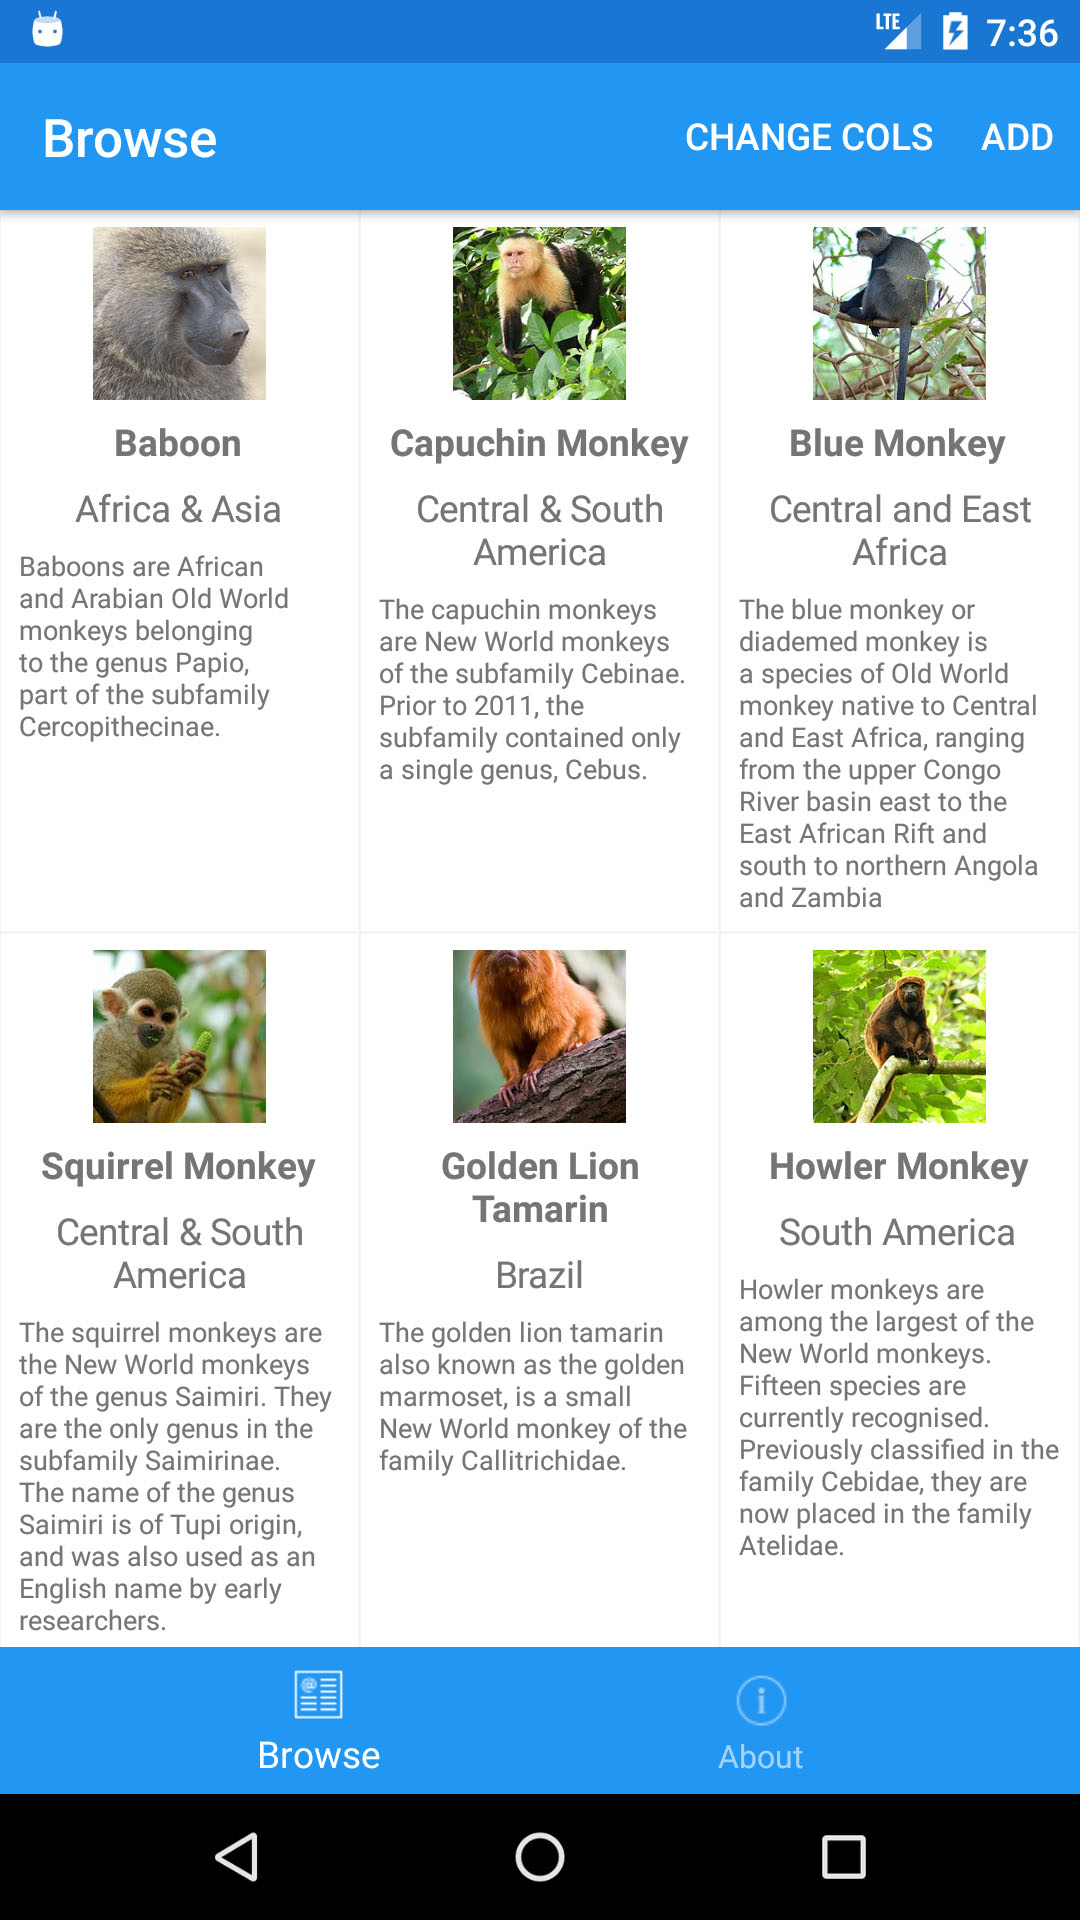 LTE 7:36
Browse CHANGE COLS ADD
Baboon
Africa & Asia
Baboons are African
and Arabian Old World
monkeys belonging
to the genus Papio,
part of the subfamily
Cercopithecinae.
Capuchin Monkey
Central & South
America
The capuchin monkeys
are New World monkeys
of the subfamily Cebinae.
Prior to 2011, the
subfamily contained only
a single genus, Cebus.
Blue Monkey
Central and East
Africa
The blue monkey or
diademed monkey is
a species of Old World
monkey native to Central
and East Africa, ranging
from the upper Congo
River basin east to the
East African Rift and
south to northern Angola
and Zambia
Squirrel Monkey
Central & South
America
The squirrel monkeys are
the New World monkeys
of the genus Saimiri. They
are the only genus in the
subfamily Saimirinae.
The name of the genus
Saimiri is of Tupi origin,
and was also used as an
English name by early
researchers.
Golden Lion
Tamarin
Brazil
The golden lion tamarin
also known as the golden
marmoset, is a small
New World monkey of the
family Callitrichidae.
Howler Monkey
South America
Howler monkeys are
among the largest of the
New World monkeys.
Fifteen species are
currently recognised.
Previously classified in the
family Cebidae, they are
now placed in the family
Atelidae.
Browse
About